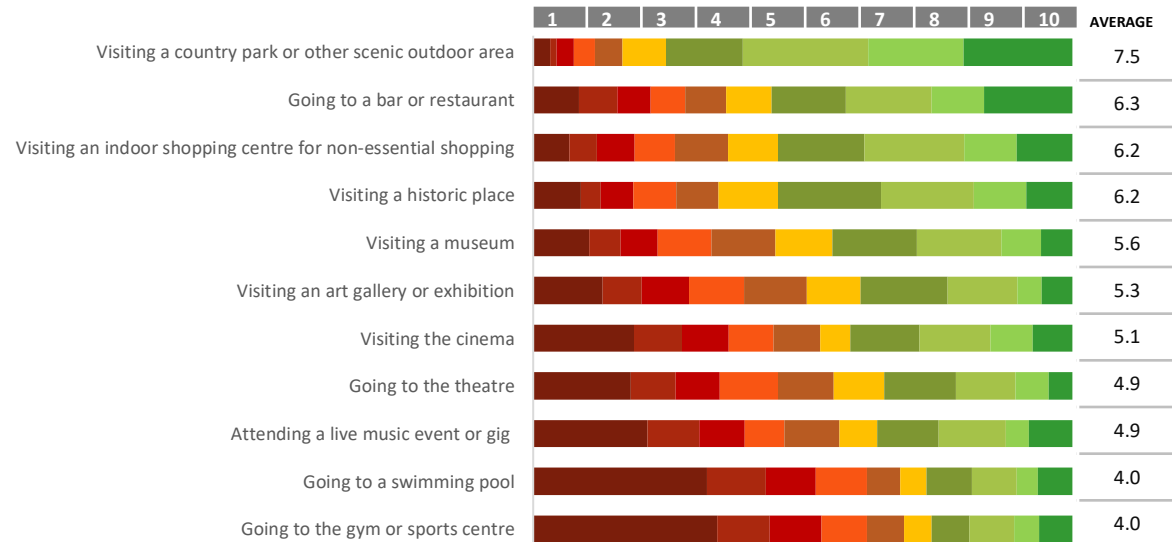 1 2 3 4 5 6 7 8 9 10 AVERAGE
Visiting a country park or other scenic outdoor area 7.5
Going to a bar or restaurant 6.3
Visiting an indoor shopping centre for non-essential shopping 6.2
Visiting a historic place 6.2
Visiting a museum 5.6
Visiting an art gallery or exhibition 5.3
Visiting the cinema 5.1
Going to the theatre 4.9
Attending a live music event or gig 4.9
Going to a swimming pool 4.0
Going to the gym or sports centre 4.0